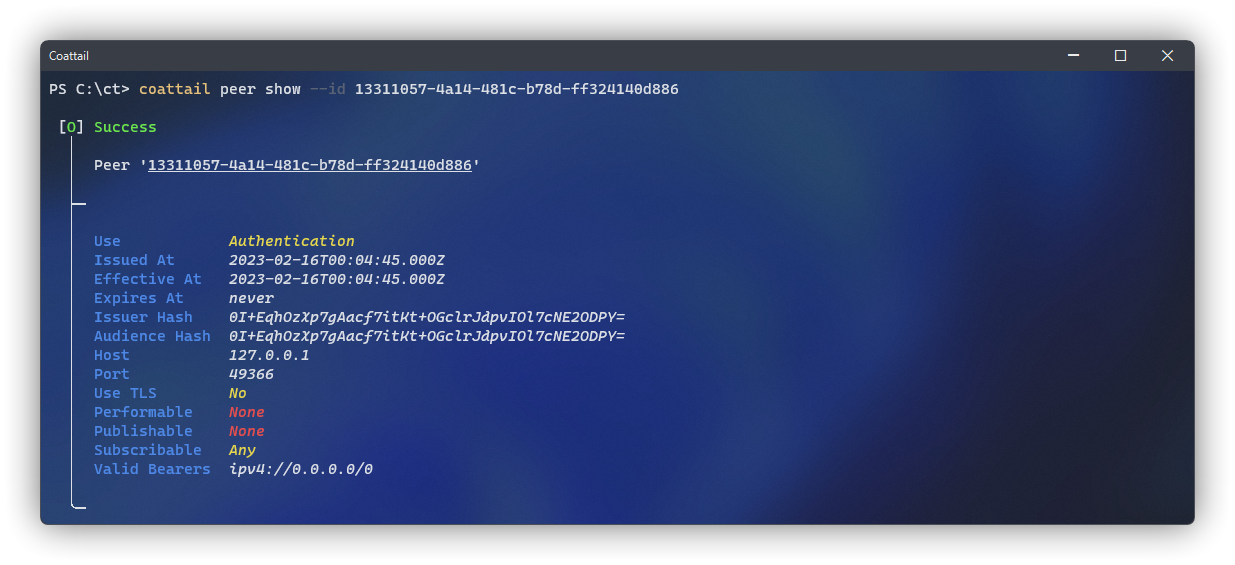 Coattail
PS C:\ct> coattail peer show --id 13311057-4a14-481c-b78d-ff324140d886
[O] Success
Peer '13311057-4a14-481c-b78d-ff324140d886'
Use Authentication
Issued At 2023-02-16T00:04:45.000Z
Effective At 2023-02-16T00:04:45.000Z
Expires At never
Issuer Hash 0I+EqhOzXp7gAacf7itKt+OGclrJdpvIOl7cNE2ODPY=
Audience Hash 0I+EqhOzXp7gAacf7itKt+OGclrJdpvIOl7cNE2ODPY=
Host 127.0.0.1
Port 49366
Use TLS No
Performable None
Publishable None
Subscribable Any
Valid Bearers ipv4://0.0.0.0/0